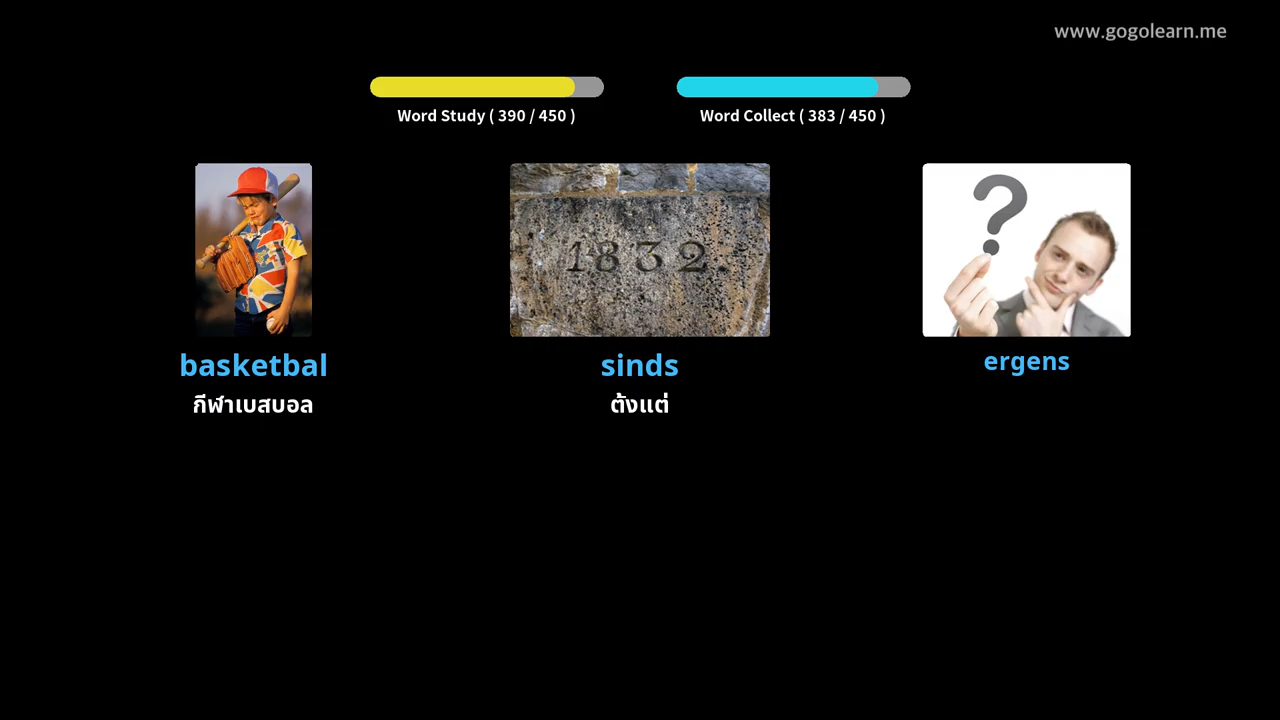 www.gogolearn.me
Word Study ( 390 / 450 )
Word Collect ( 383 / 450 )
1832.
basketbal
sinds
ergens
กีฬาเบสบอล
ตั้งแต่